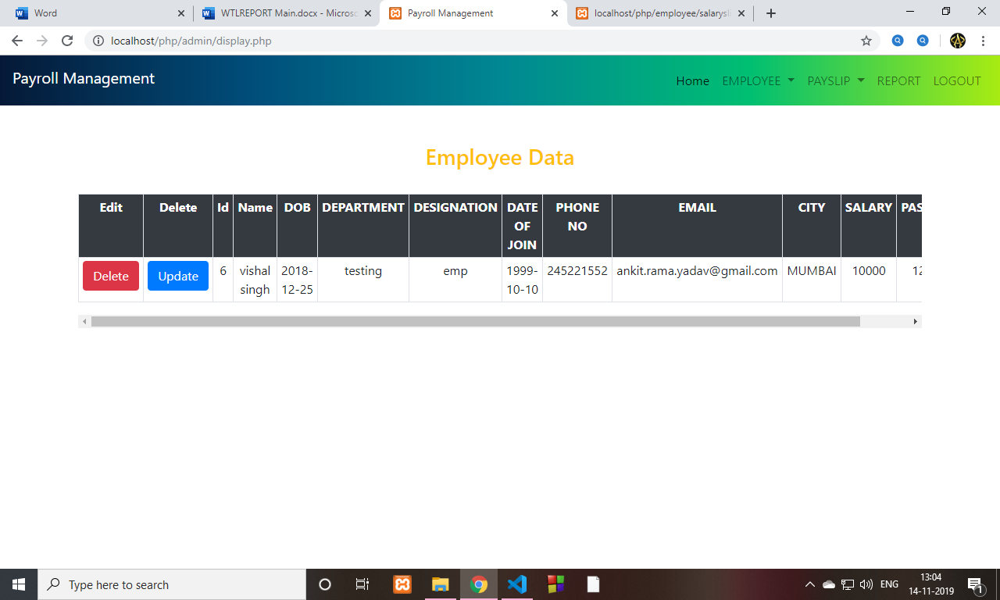 Word
WTLREPORT Main.docx - Microsc
Payroll Management
localhost/php/employee/salarysl
localhost/php/admin/display.php
Payroll Management
Home EMPLOYEE PAYSLIP REPORT LOGOUT
Employee Data
Edit Delete Id Name DOB DEPARTMENT DESIGNATION DATE OF JOIN PHONE NO EMAIL CITY SALARY PAS
Delete Update 6 vishal singh 2018-12-25 testing emp 1999-10-10 245221552 ankit.rama.yadav@gmail.com MUMBAI 10000 12
Type here to search
ENG
13:04
14-11-2019
1